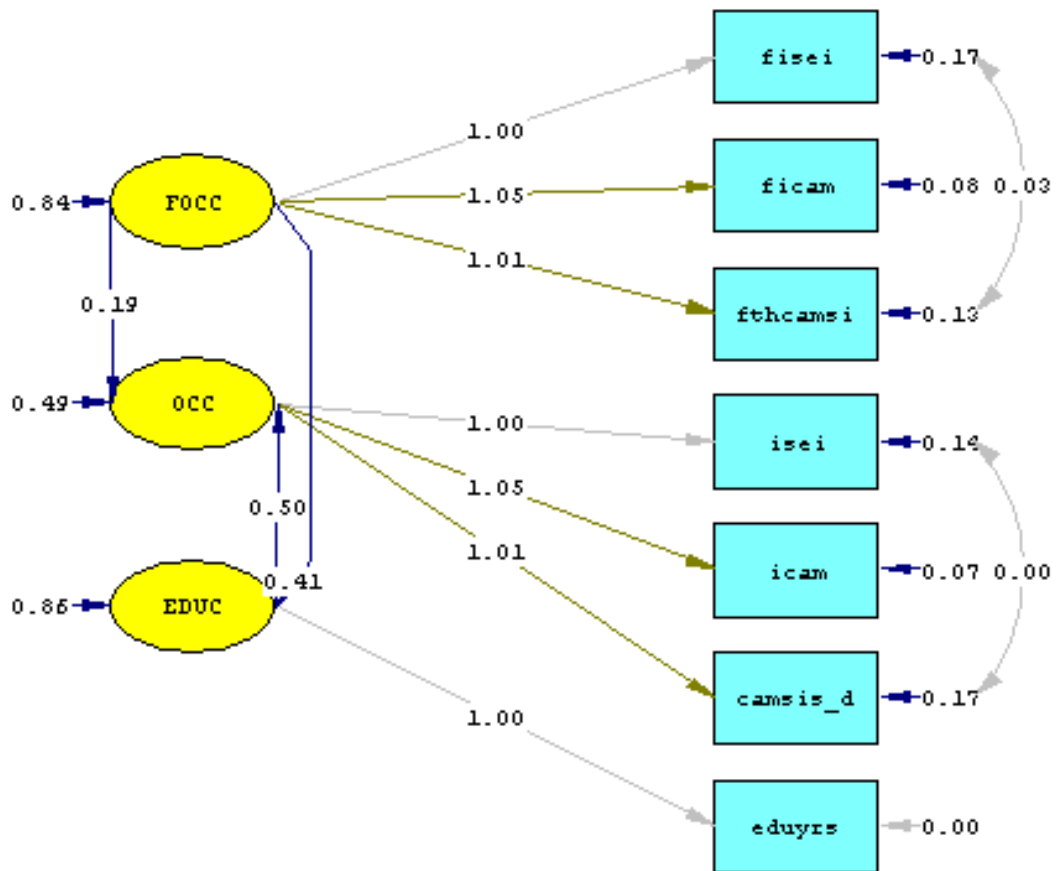 fisei
0.17
1.00
ficam
1.05
0.08 0.03
0.84
FOCC
1.01
0.19
fthcamsi
0.13
0.49
OCC
1.00
isei
0.14
1.05
0.50
1.01
icam
0.07 0.00
0.41
0.86
EDUC
camsis_d
0.17
1.00
eduyrs
0.00